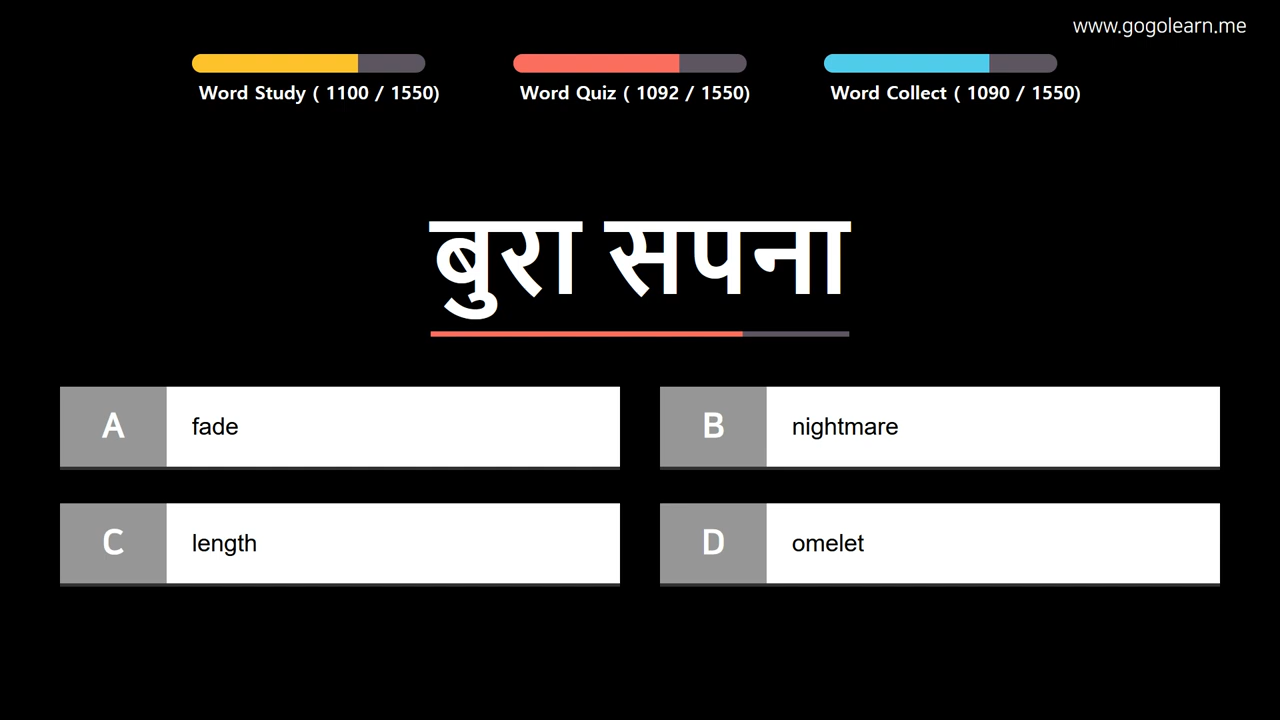 www.gogolearn.me
Word Study ( 1100 / 1550)
Word Quiz ( 1092 / 1550)
Word Collect ( 1090 / 1550)
बुरा सपना
A fade
B nightmare
C length
D omelet